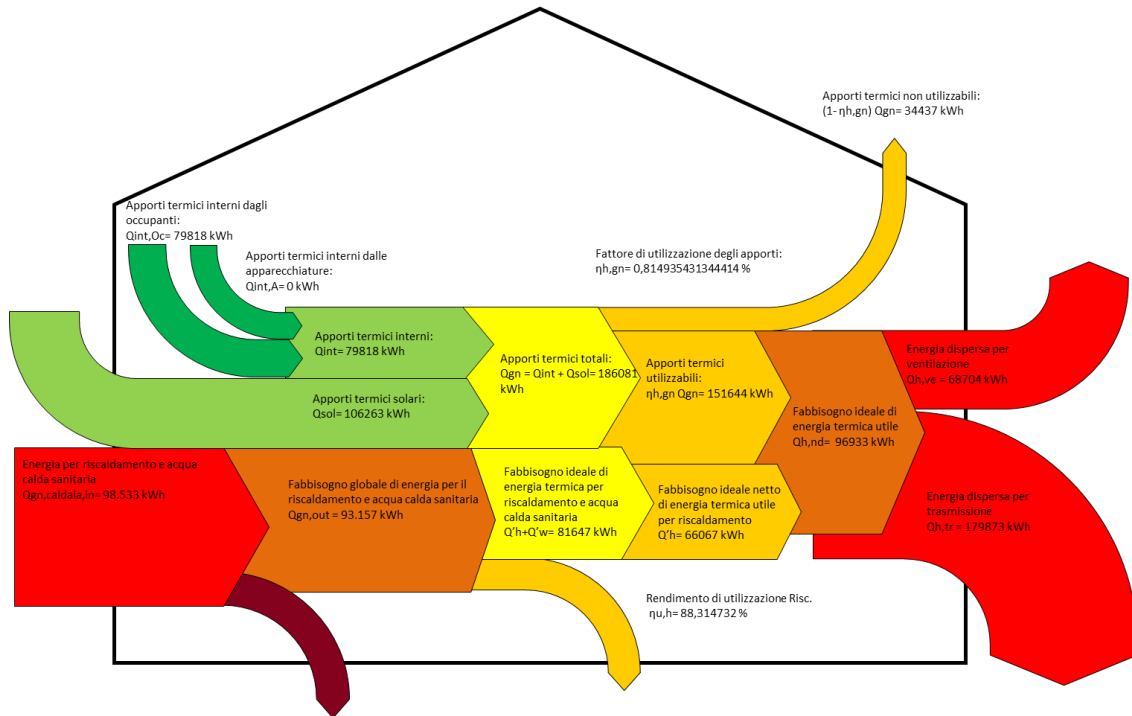 Apporti termici non utilizzabili:
(1- ηh,gn) Qgn= 34437 kWh
Apporti termici interni dagli
occupanti:
Qint,Oc= 79818 kWh
Apporti termici interni dalle
apparecchiature:
Qint,A= 0 kWh
Fattore di utilizzazione degli apporti:
ηh,gn= 0,814935431344414 %
Apporti termici interni:
Qint= 79818 kWh
Apporti termici totali:
Qgn = Qint + Qsol= 186081
kWh
Apporti termici
utilizzabili:
ηh,gn Qgn= 151644 kWh
Energia dispersa per
ventilazione
Qh,ve = 68704 kWh
Apporti termici solari:
Qsol= 106263 kWh
Fabbisogno ideale di
energia termica utile
Qh,nd=  96933 kWh
Energia per riscaldamento e acqua
calda sanitaria
Qgn,caldaia,in= 98.533 kWh
Fabbisogno globale di energia per il
riscaldamento e acqua calda sanitaria
Qgn,out = 93.157 kWh
Fabbisogno ideale di
energia termica per
riscaldamento e acqua
calda sanitaria
Q'h+Q'w= 81647 kWh
Fabbisogno ideale netto
di energia termica utile
per riscaldamento
Q'h= 66067 kWh
Energia dispersa per
trasmissione
Qh,tr = 179873 kWh
Rendimento di utilizzazione Risc.
ηu,h= 88,314732 %